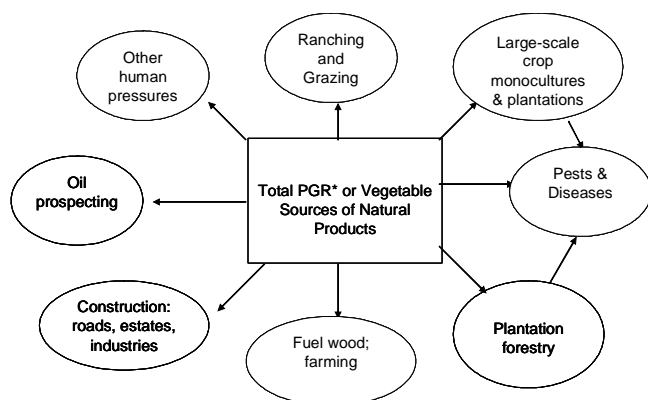 Other
human
pressures
Ranching
and
Grazing
Large-scale
crop
monocultures
& plantations
Oil
prospecting
Total PGR* or Vegetable
Sources of Natural
Products
Pests &
Diseases
Construction:
roads, estates,
industries
Fuel wood;
farming
Plantation
forestry